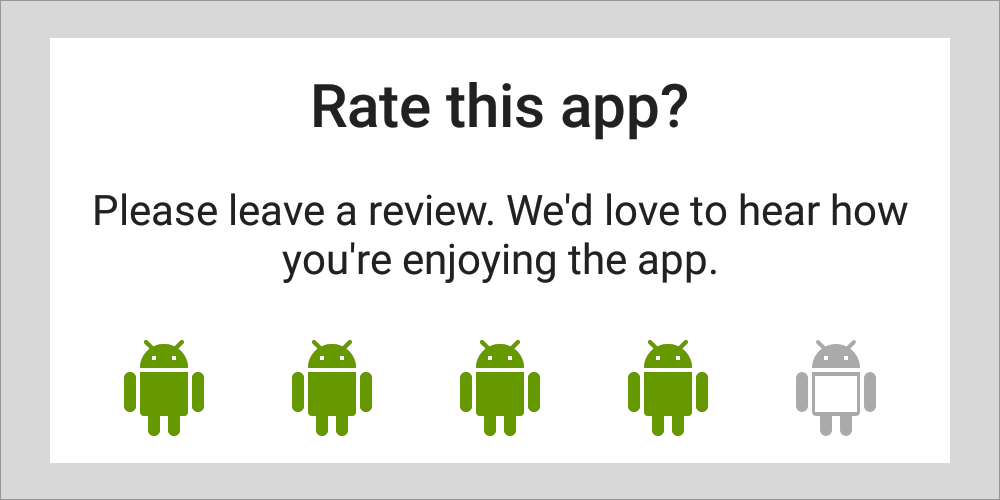 Rate this app?
Please leave a review. We'd love to hear how
you're enjoying the app.